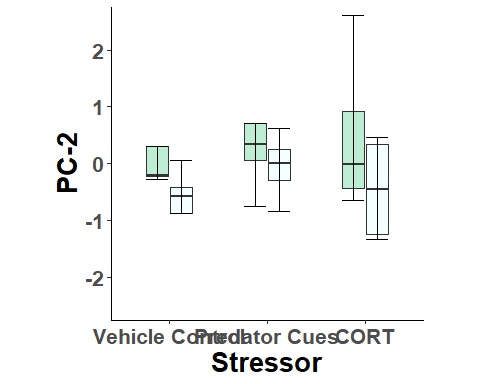 PC-2
2
1
0
-1
-2
Vehicle Control
Predator Cues
CORT
Stressor